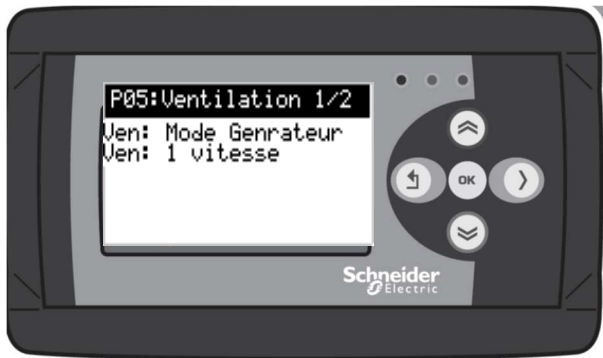 P05:Ventilation 1/2
Ven: Mode Genrateur
Ven: 1 vitesse
OK
Schneider
Electric